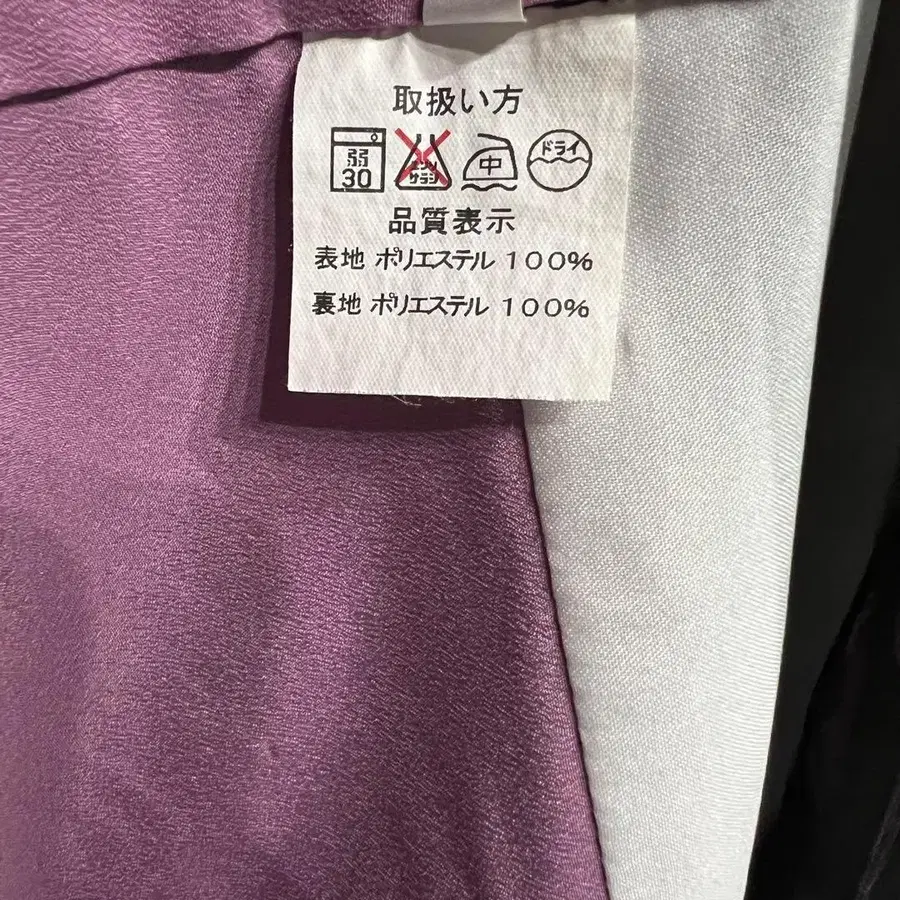 取扱い方
弱 30 エンソ サラシ 中 ドライ
品質表示
表地 ポリエステル 100%
裏地 ポリエステル 100%